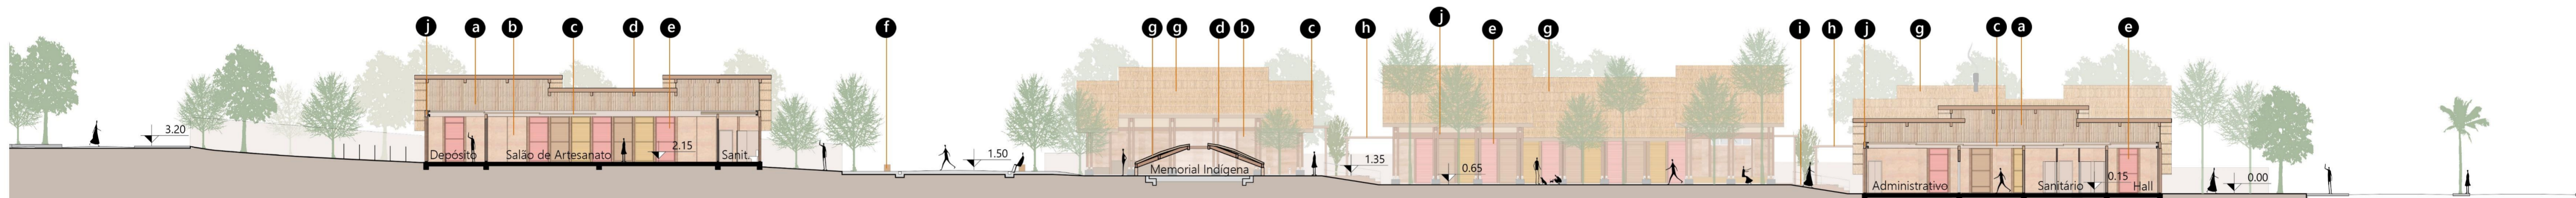 j a b c d e f g g d b c h j e g i h j g c a e
3.20
Depósito
Salão de Artesanato
2.15
Sanit.
1.50
Memorial Indígena
1.35
0.65
Administrativo
Sanitário
0.15
Hall
0.00